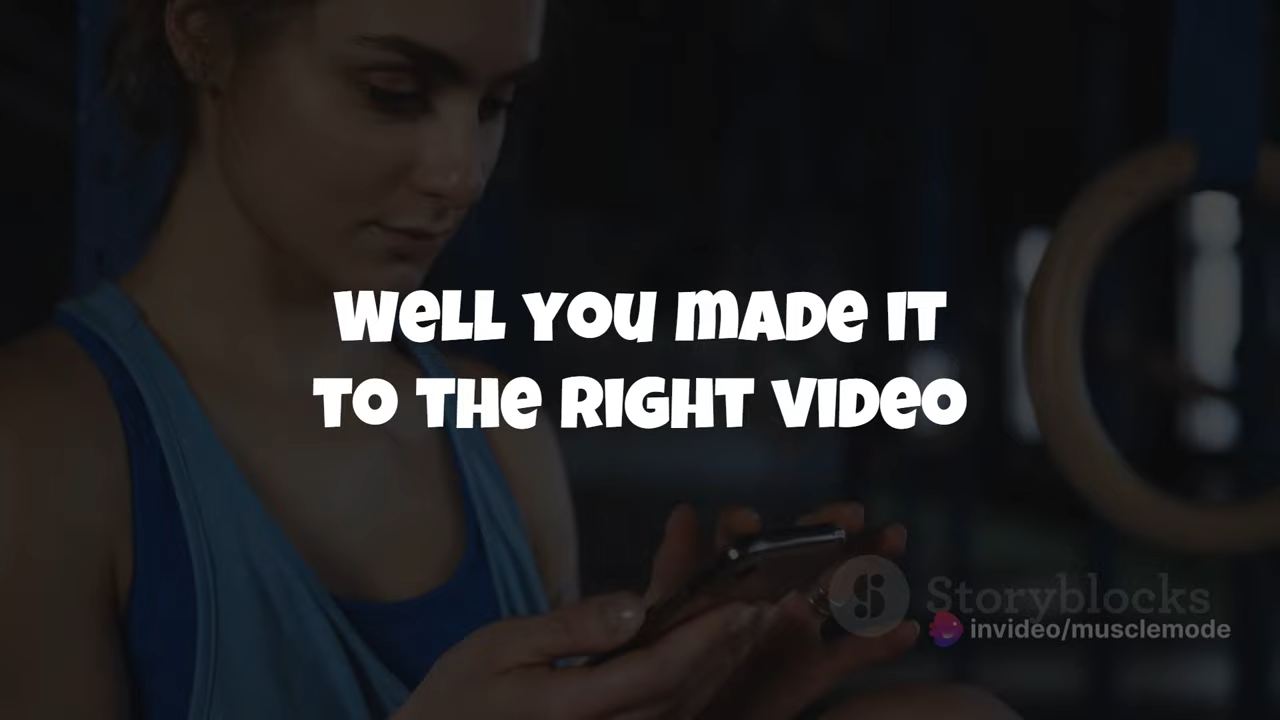 WeLL YOU MADe IT
TO THe RIGHT VIDeO
Storyblocks
invideo/musclemode